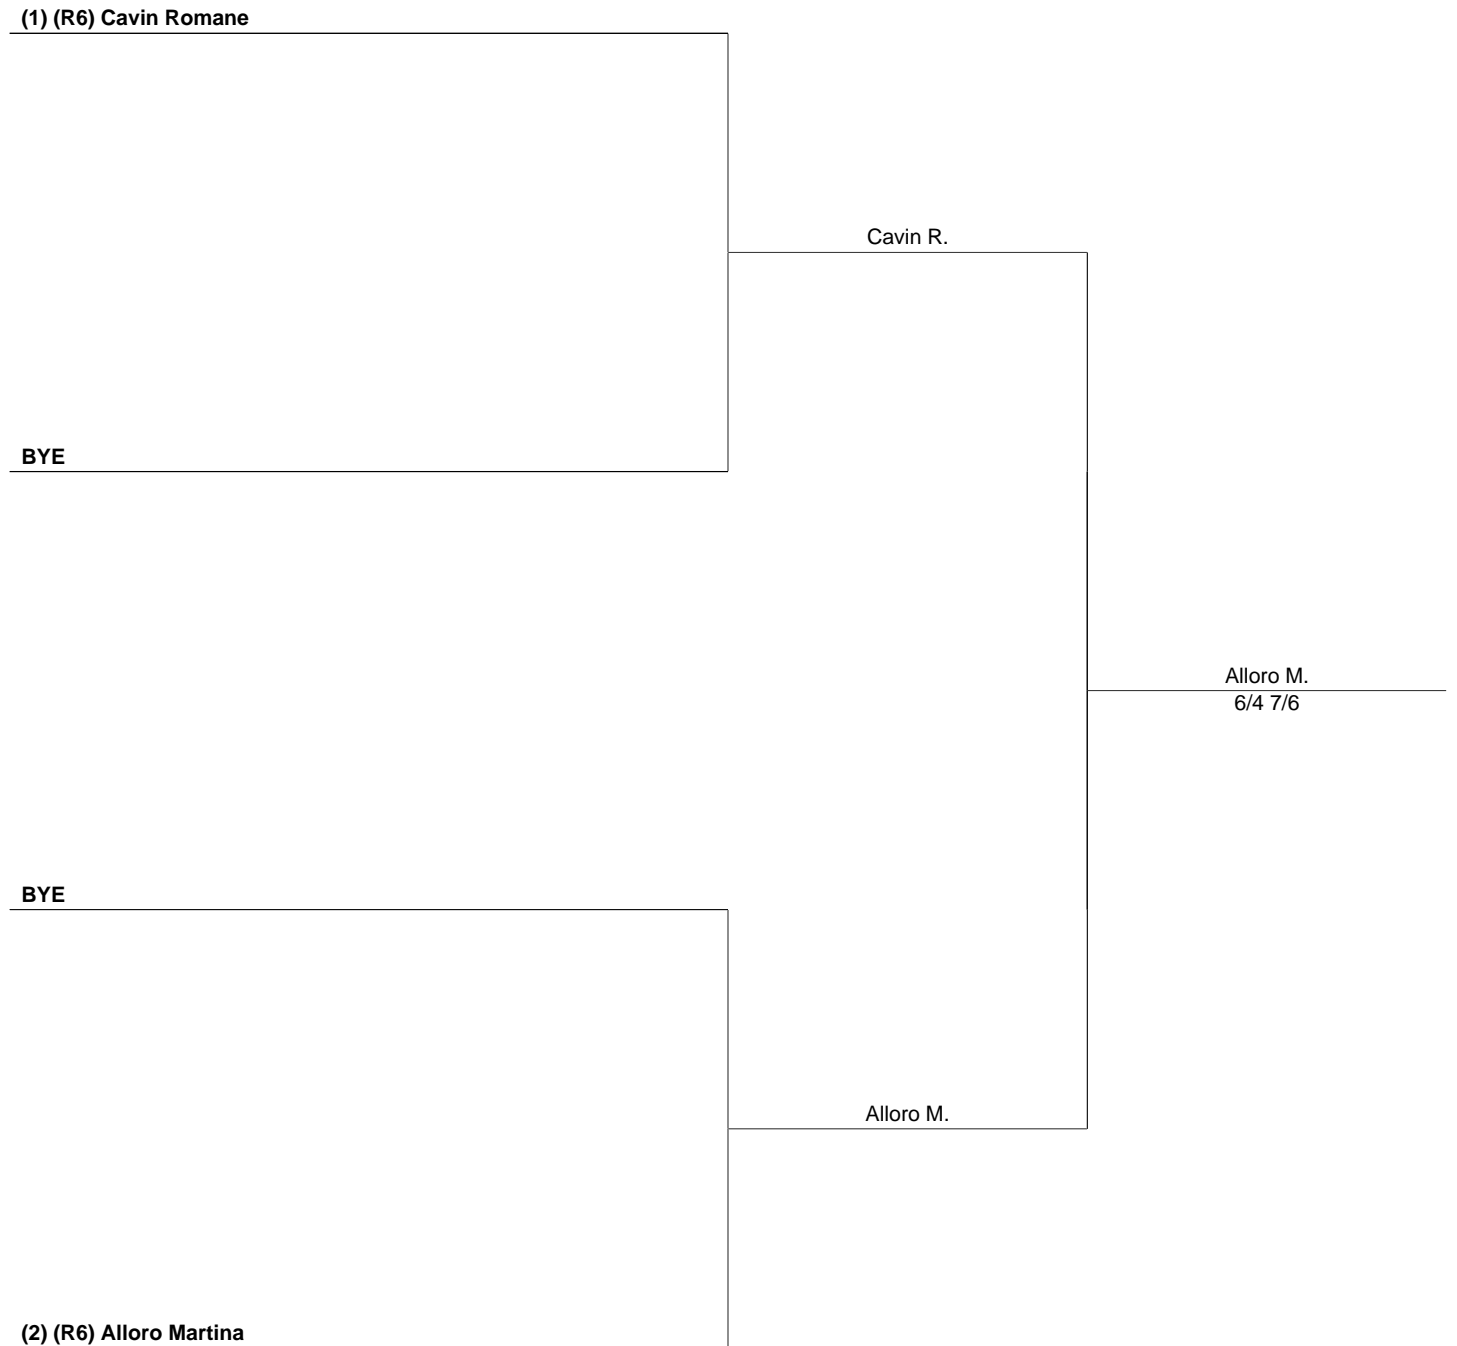 (1) (R6) Cavin Romane
Cavin R.
BYE
Alloro M.
6/4 7/6
BYE
Alloro M.
(2) (R6) Alloro Martina